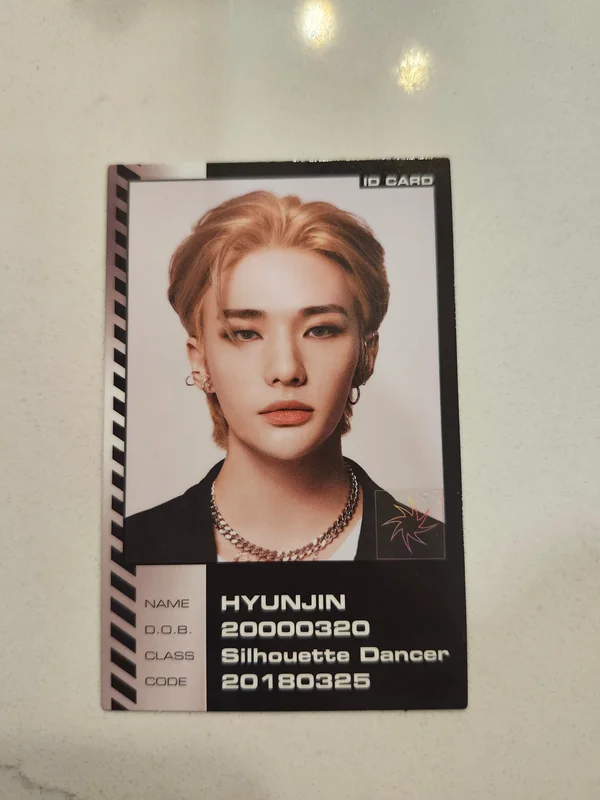 ID CARD
NAME HYUNJIN
D.O.B. 20000320
CLASS Silhouette Dancer
CODE 20180325